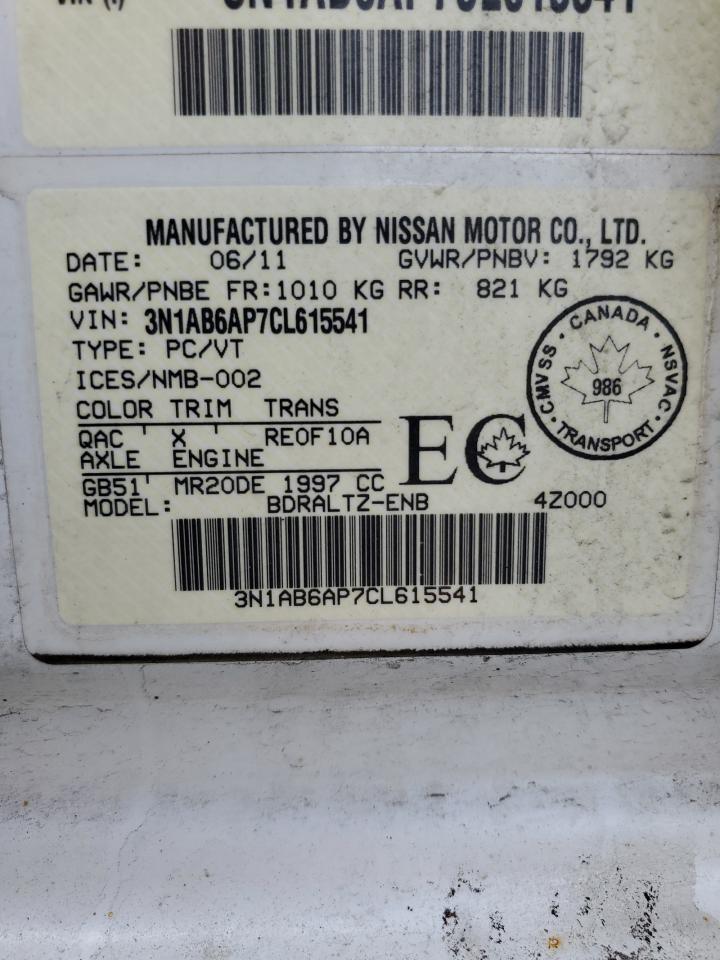 VIN
MANUFACTURED BY NISSAN MOTOR CO., LTD.
DATE: 06/11 GVWR/PNBV: 1792 KG
GAWR/PNBE FR:1010 KG RR: 821 KG
VIN: 3N1AB6AP7CL615541
TYPE: PC/VT
ICES/NMB-002
COLOR TRIM TRANS
QAC ' X ' RE0F10A
AXLE ENGINE
GB51' MR20DE 1997 CC
MODEL: BDRALTZ-ENB 4Z000
EC
CANADA · NSVAC · TRANSPORT · CMVSS ·
986
3N1AB6AP7CL615541